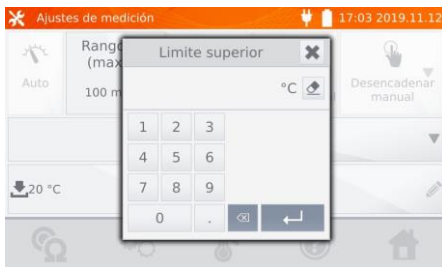 Ajustes de medición 17:03 2019.11.12
Rango
(max
Limite superior
Auto
Desencadenar
manual
100 m
°C
1 2 3
4 5 6
20 °C
7 8 9
0 .